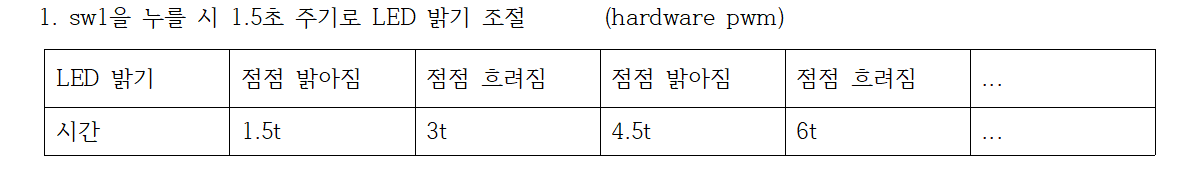 1. sw1을 누를 시 1.5초 주기로 LED 밝기 조절 (hardware pwm)
LED 밝기 점점 밝아짐 점점 흐려짐 점점 밝아짐 점점 흐려짐 ...
시간 1.5t 3t 4.5t 6t ...